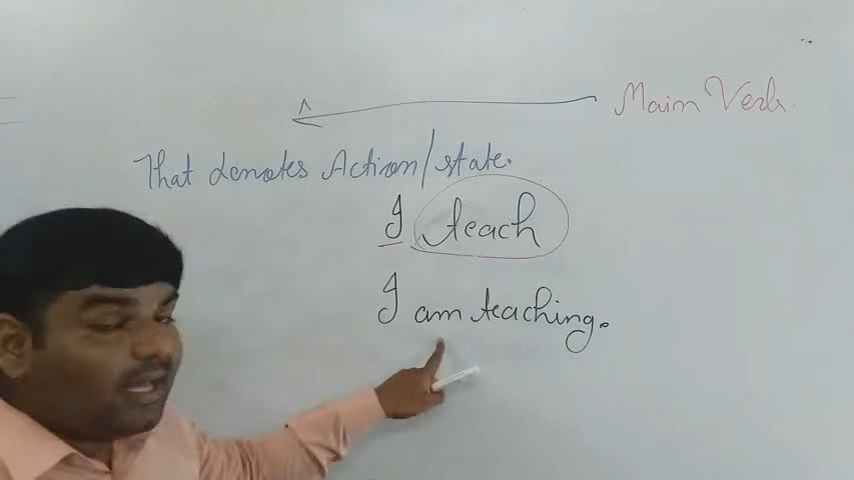 Main Verb
That denotes Action/state.
I teach
I am teaching.